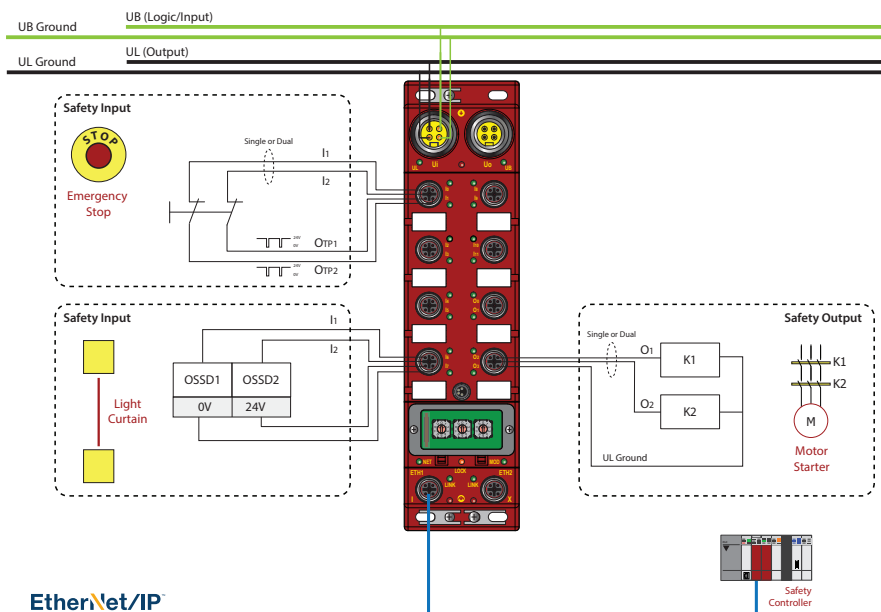 UB (Logic/Input)
UB Ground
UL (Output)
UL Ground
Safety Input
STOP
Emergency
Stop
Single or Dual
I1
I2
24V
0V
OTP1
24V
0V
OTP2
UL
Ui
Uo
UB
Safety Input
I1
I2
OSSD1
OSSD2
0V
24V
Light
Curtain
NET
MOD
LOCK
ETH1
ETH2
LINK
LINK
I
X
Safety Output
Single or Dual
O1
K1
O2
K2
UL Ground
K1
K2
M
Motor
Starter
EtherNet/IP
Safety
Controller